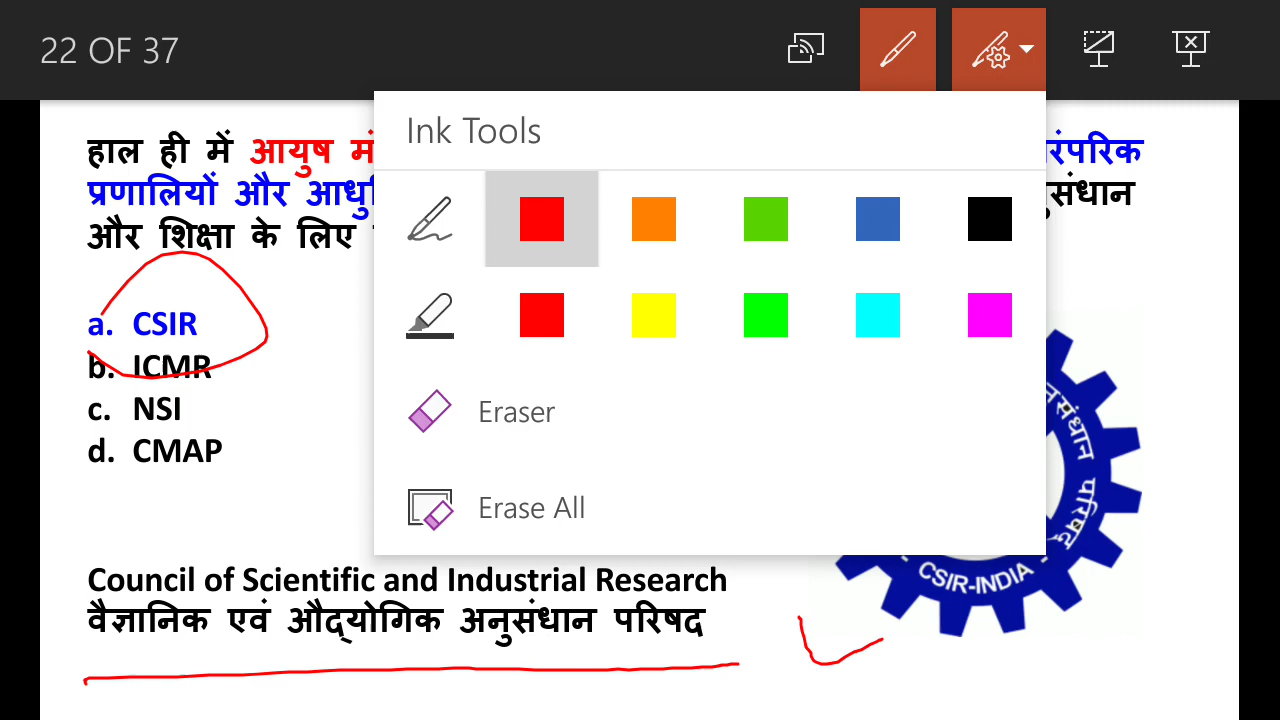 22 OF 37
Ink Tools
हाल ही में आयुष
प्रणालियों और
और शिक्षा के लिए
a. CSIR
b. ICMR
c. NSI
d. CMAP
Eraser
Erase All
परिषद
CSIR-INDIA
Council of Scientific and Industrial Research
वैज्ञानिक एवं औद्योगिक अनुसंधान परिषद